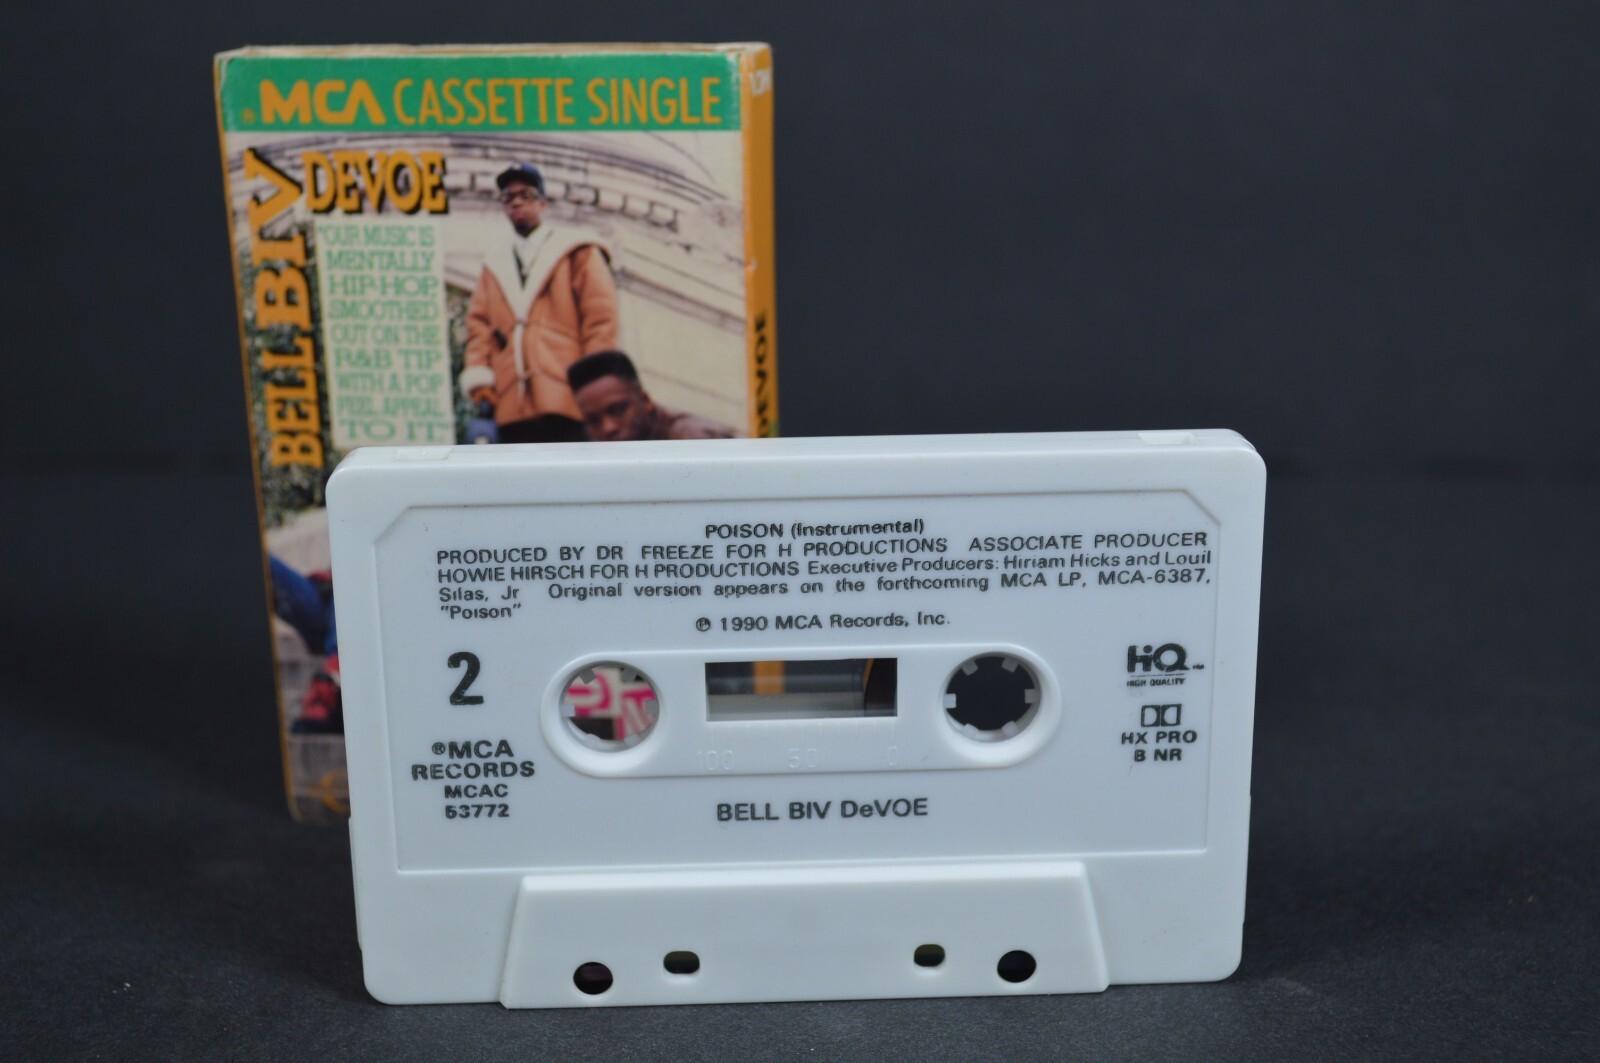 ®MCA CASSETTE SINGLE
BELL BIV
DEVOE
"OUR MUSIC IS
MENTALLY
HIP-HOP,
SMOOTHED
OUT ON THE
R&B TIP
WITH A POP
FEEL APPEAL
TO IT"
DEVOE
POISON (Instrumental)
PRODUCED BY DR FREEZE FOR H PRODUCTIONS ASSOCIATE PRODUCER
HOWIE HIRSCH FOR H PRODUCTIONS Executive Producers: Hiriam Hicks and Louil
Silas, Jr Original version appears on the forthcoming MCA LP, MCA-6387,
"Poison"
℗ 1990 MCA Records, Inc.
2
HiQ
HIGH QUALITY
HX PRO
B NR
®MCA
RECORDS
MCAC
53772
100 50 0
BELL BIV DeVOE